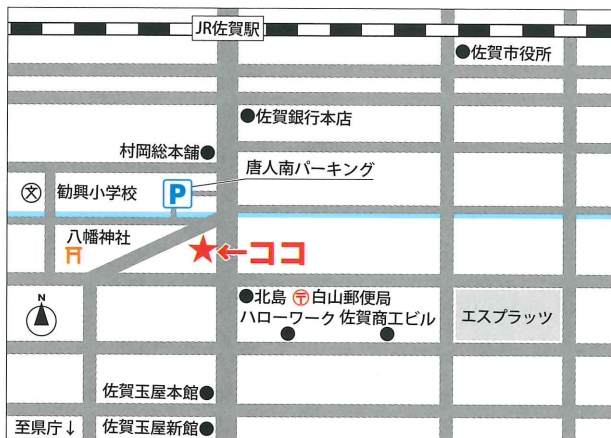 JR佐賀駅
佐賀市役所
佐賀銀行本店
村岡総本舗
唐人南パーキング
文
勧興小学校
P
八幡神社
★←ココ
N
北島 〒白山郵便局
ハローワーク 佐賀商工ビル
エスプラッツ
佐賀玉屋本館
至県庁↓
佐賀玉屋新館